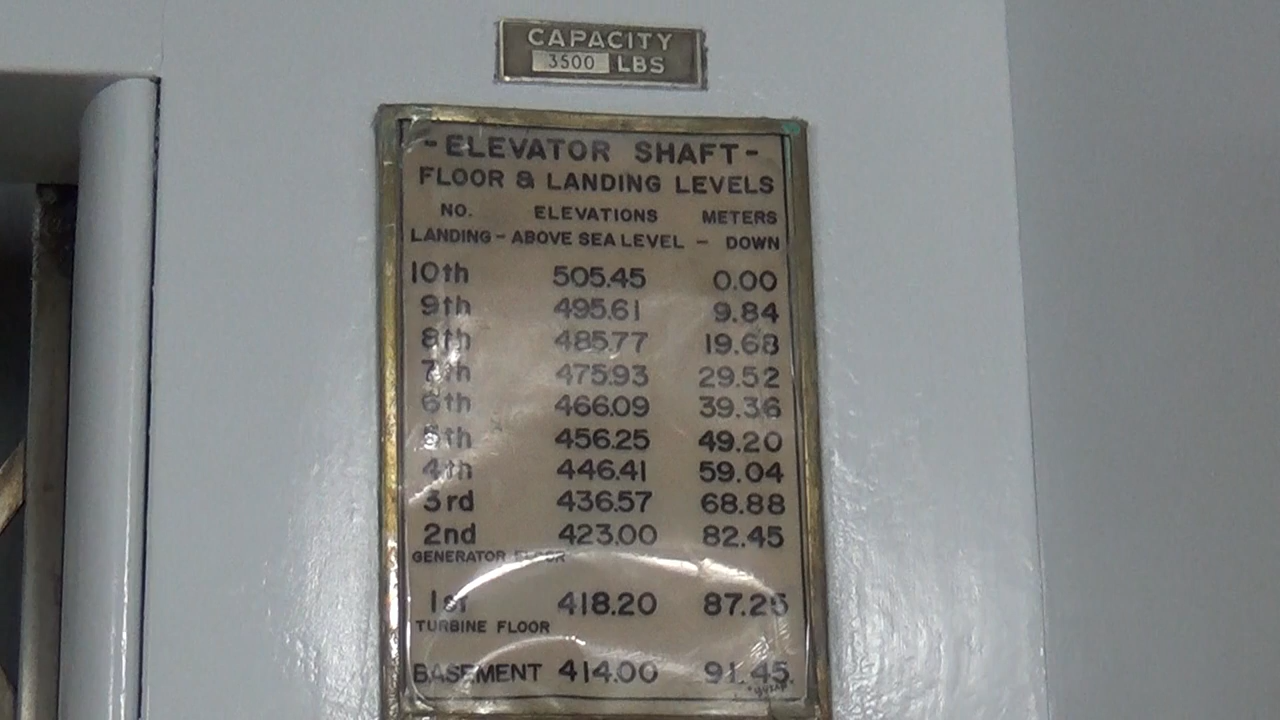 CAPACITY
3500 LBS
- ELEVATOR SHAFT -
FLOOR & LANDING LEVELS
NO. ELEVATIONS METERS
LANDING - ABOVE SEA LEVEL - DOWN
10th 505.45 0.00
9th 495.61 9.84
8th 485.77 19.68
7th 475.93 29.52
6th 466.09 39.36
5th 456.25 49.20
4th 446.41 59.04
3rd 436.57 68.88
2nd 423.00 82.45
GENERATOR FLOOR
1st 418.20 87.25
TURBINE FLOOR
BASEMENT 414.00 91.45